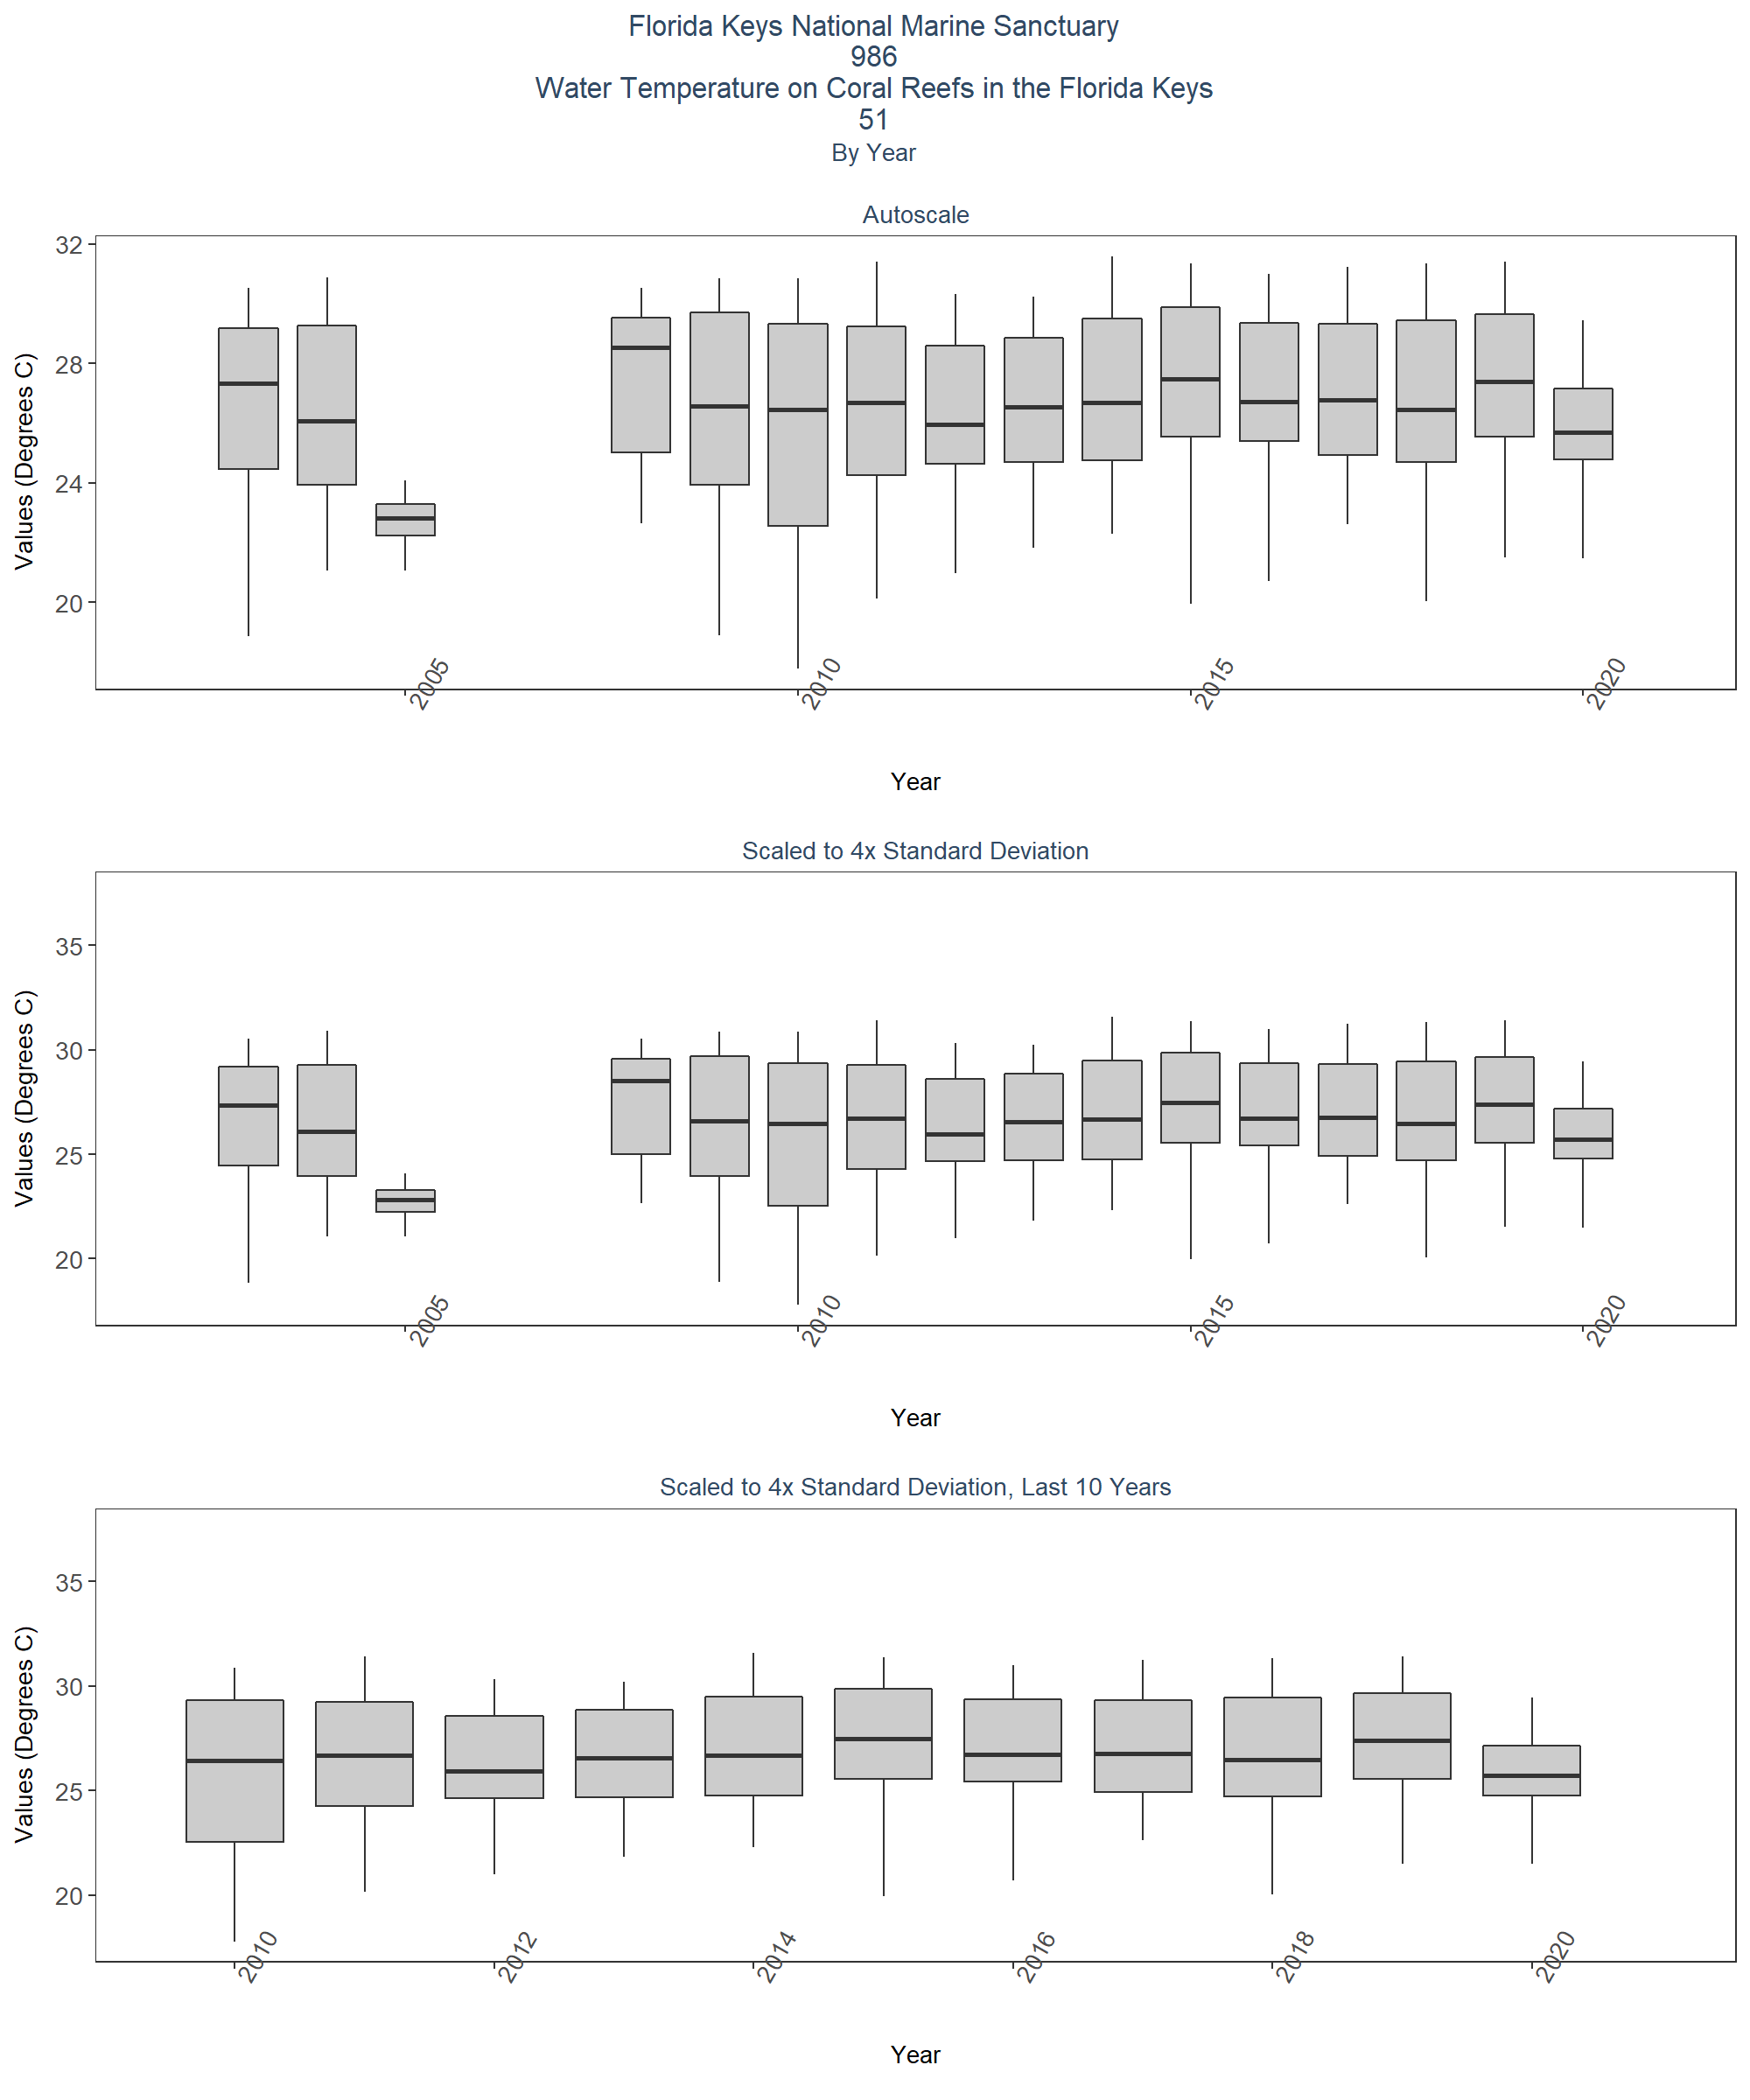 Florida Keys National Marine Sanctuary
986
Water Temperature on Coral Reefs in the Florida Keys
51
By Year
Autoscale
Values (Degrees C)
32
28
24
20
2005
2010
2015
2020
Year
Scaled to 4x Standard Deviation
Values (Degrees C)
35
30
25
20
2005
2010
2015
2020
Year
Scaled to 4x Standard Deviation, Last 10 Years
Values (Degrees C)
35
30
25
20
2010
2012
2014
2016
2018
2020
Year